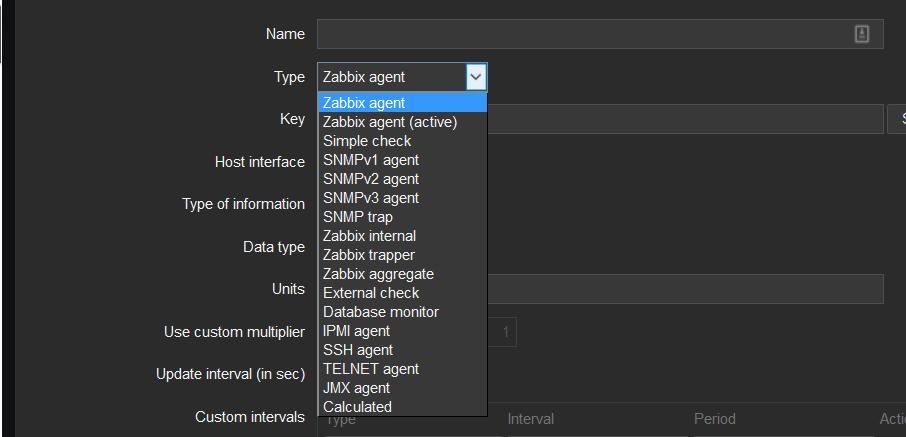 Name
Type Zabbix agent
Zabbix agent
Key
Zabbix agent (active)
Simple check
Host interface
SNMPv1 agent
SNMPv2 agent
Type of information
SNMPv3 agent
SNMP trap
Data type
Zabbix internal
Zabbix trapper
Zabbix aggregate
Units
External check
Database monitor
Use custom multiplier
IPMI agent
1
SSH agent
Update interval (in sec)
TELNET agent
JMX agent
Calculated
Custom intervals
Type Interval Period